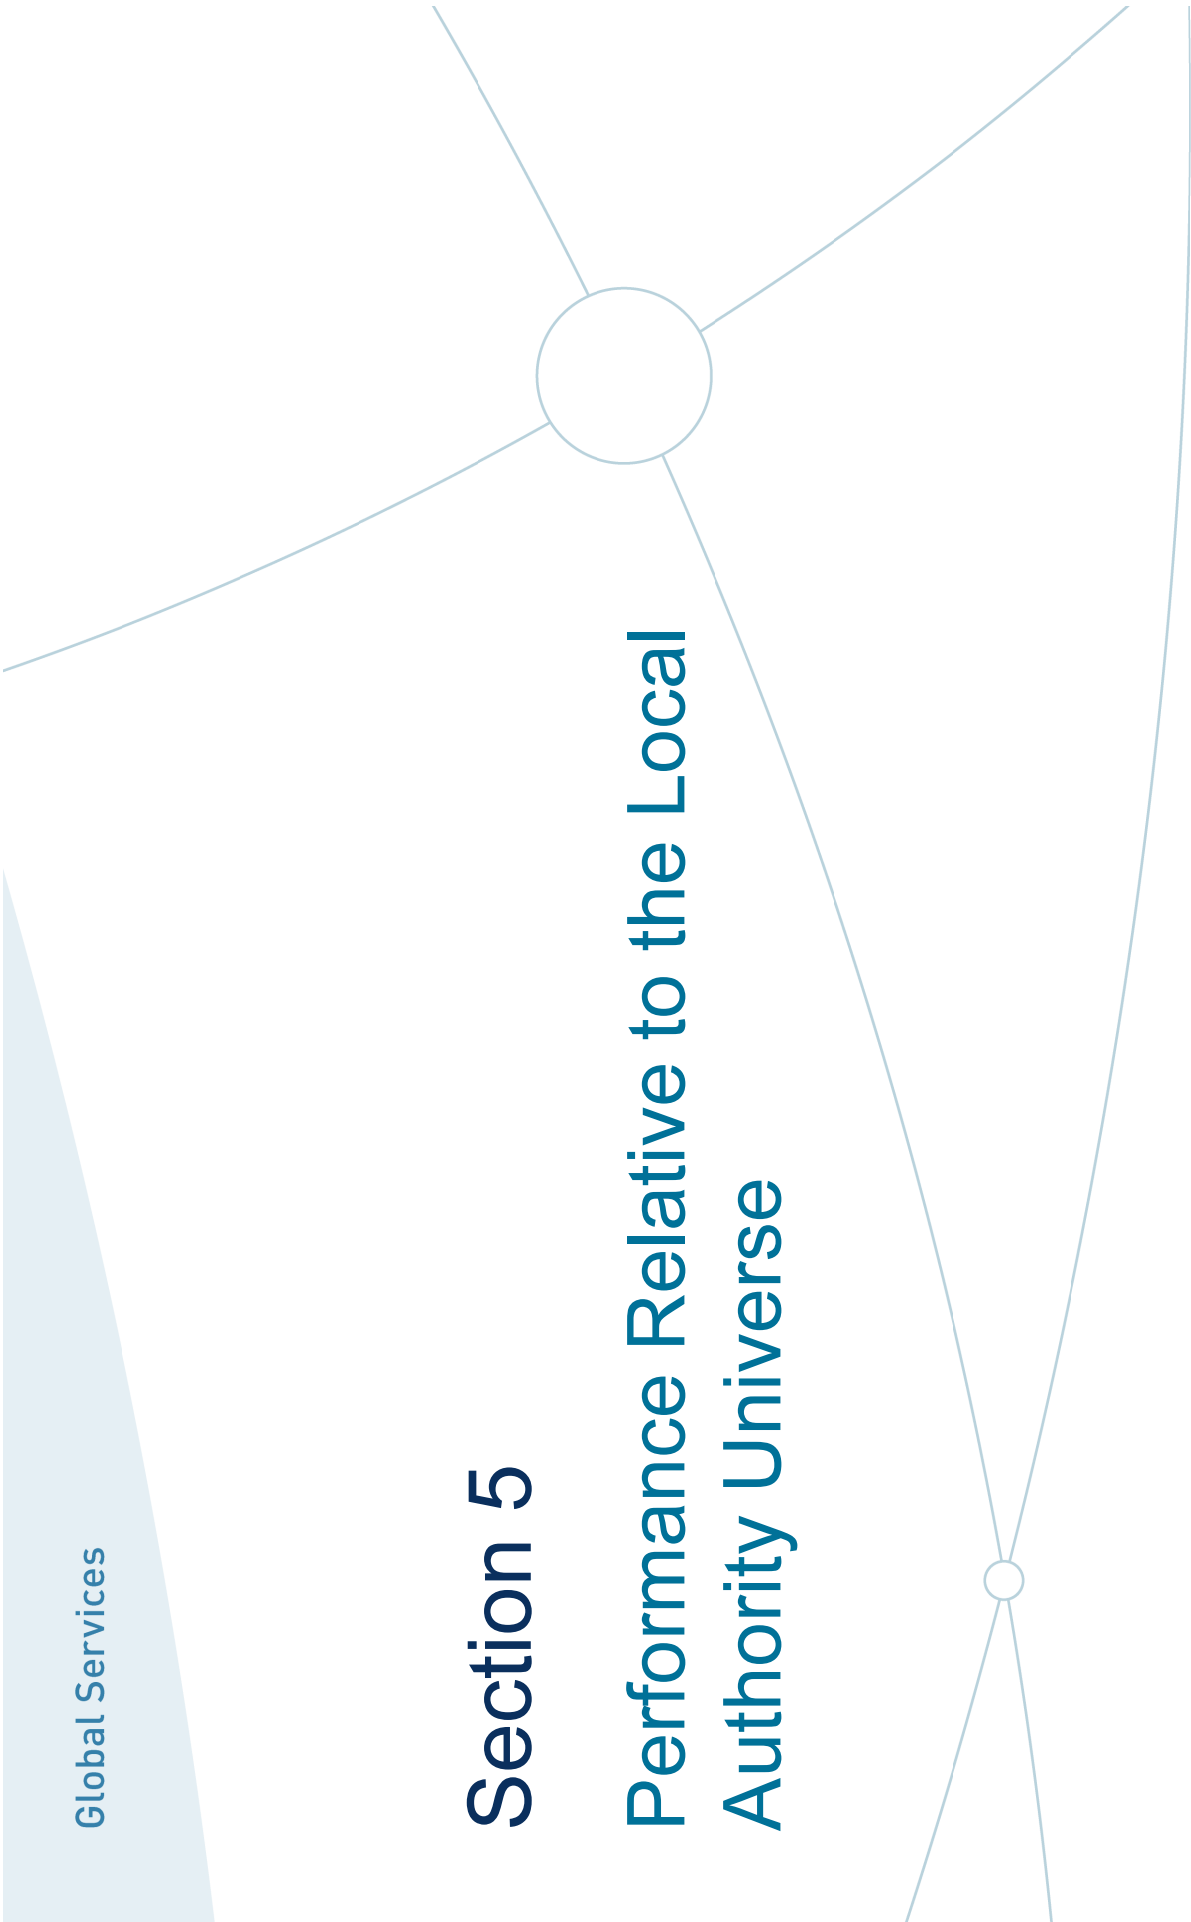 Global Services
Section 5
Performance Relative to the Local
Authority Universe